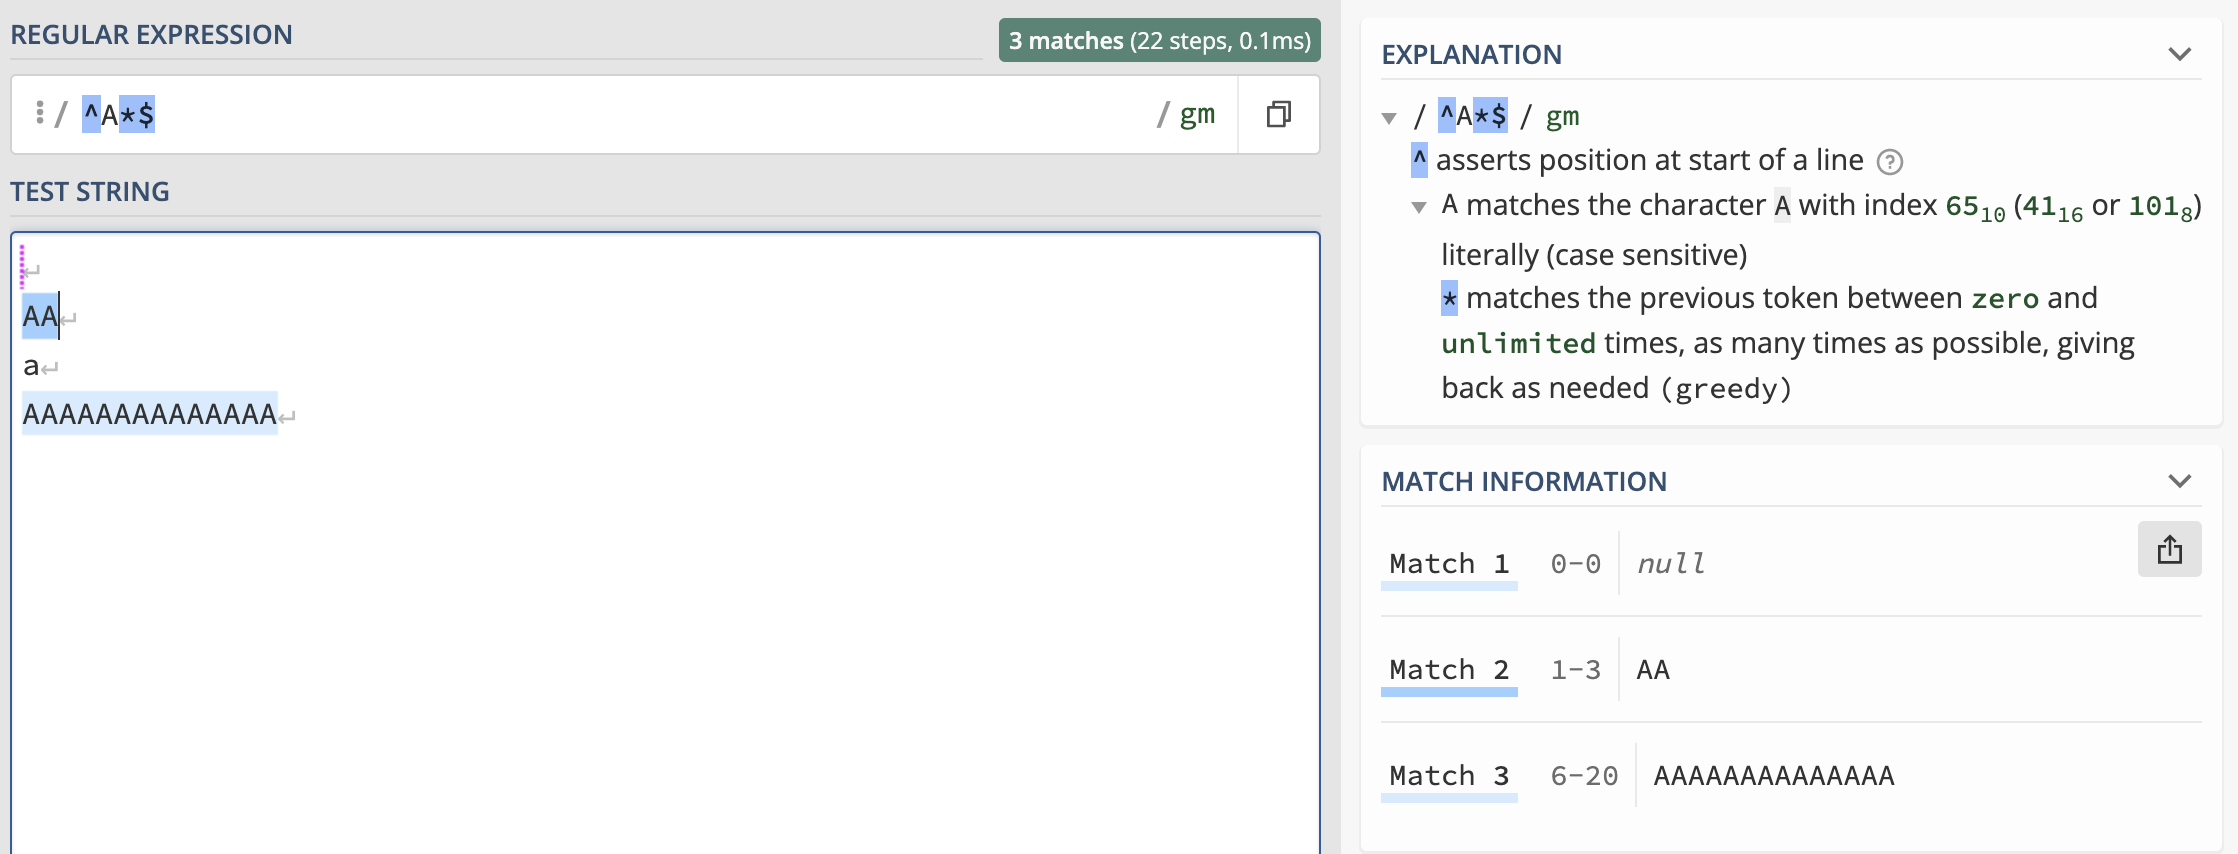 REGULAR EXPRESSION
3 matches (22 steps, 0.1ms)
/ ^A*$ / gm
TEST STRING
↵
AA↵
a↵
AAAAAAAAAAAAAA↵
EXPLANATION
/ ^A*$ / gm
^ asserts position at start of a line ?
A matches the character A with index 65₁₀ (41₁₆ or 101₈)
literally (case sensitive)
* matches the previous token between zero and
unlimited times, as many times as possible, giving
back as needed (greedy)
MATCH INFORMATION
Match 1 0-0 null
Match 2 1-3 AA
Match 3 6-20 AAAAAAAAAAAAAA